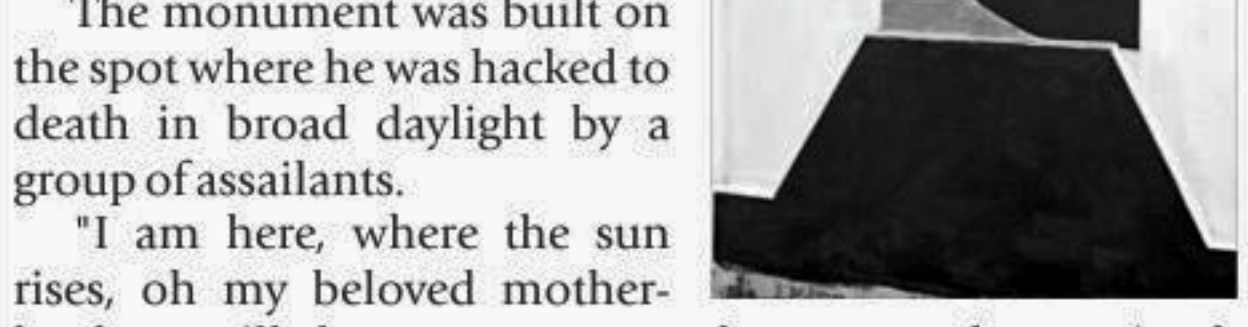 The monument was built on
the spot where he was hacked to
death in broad daylight by a
group of assailants.
"I am here, where the sun
rises, oh my beloved mother-